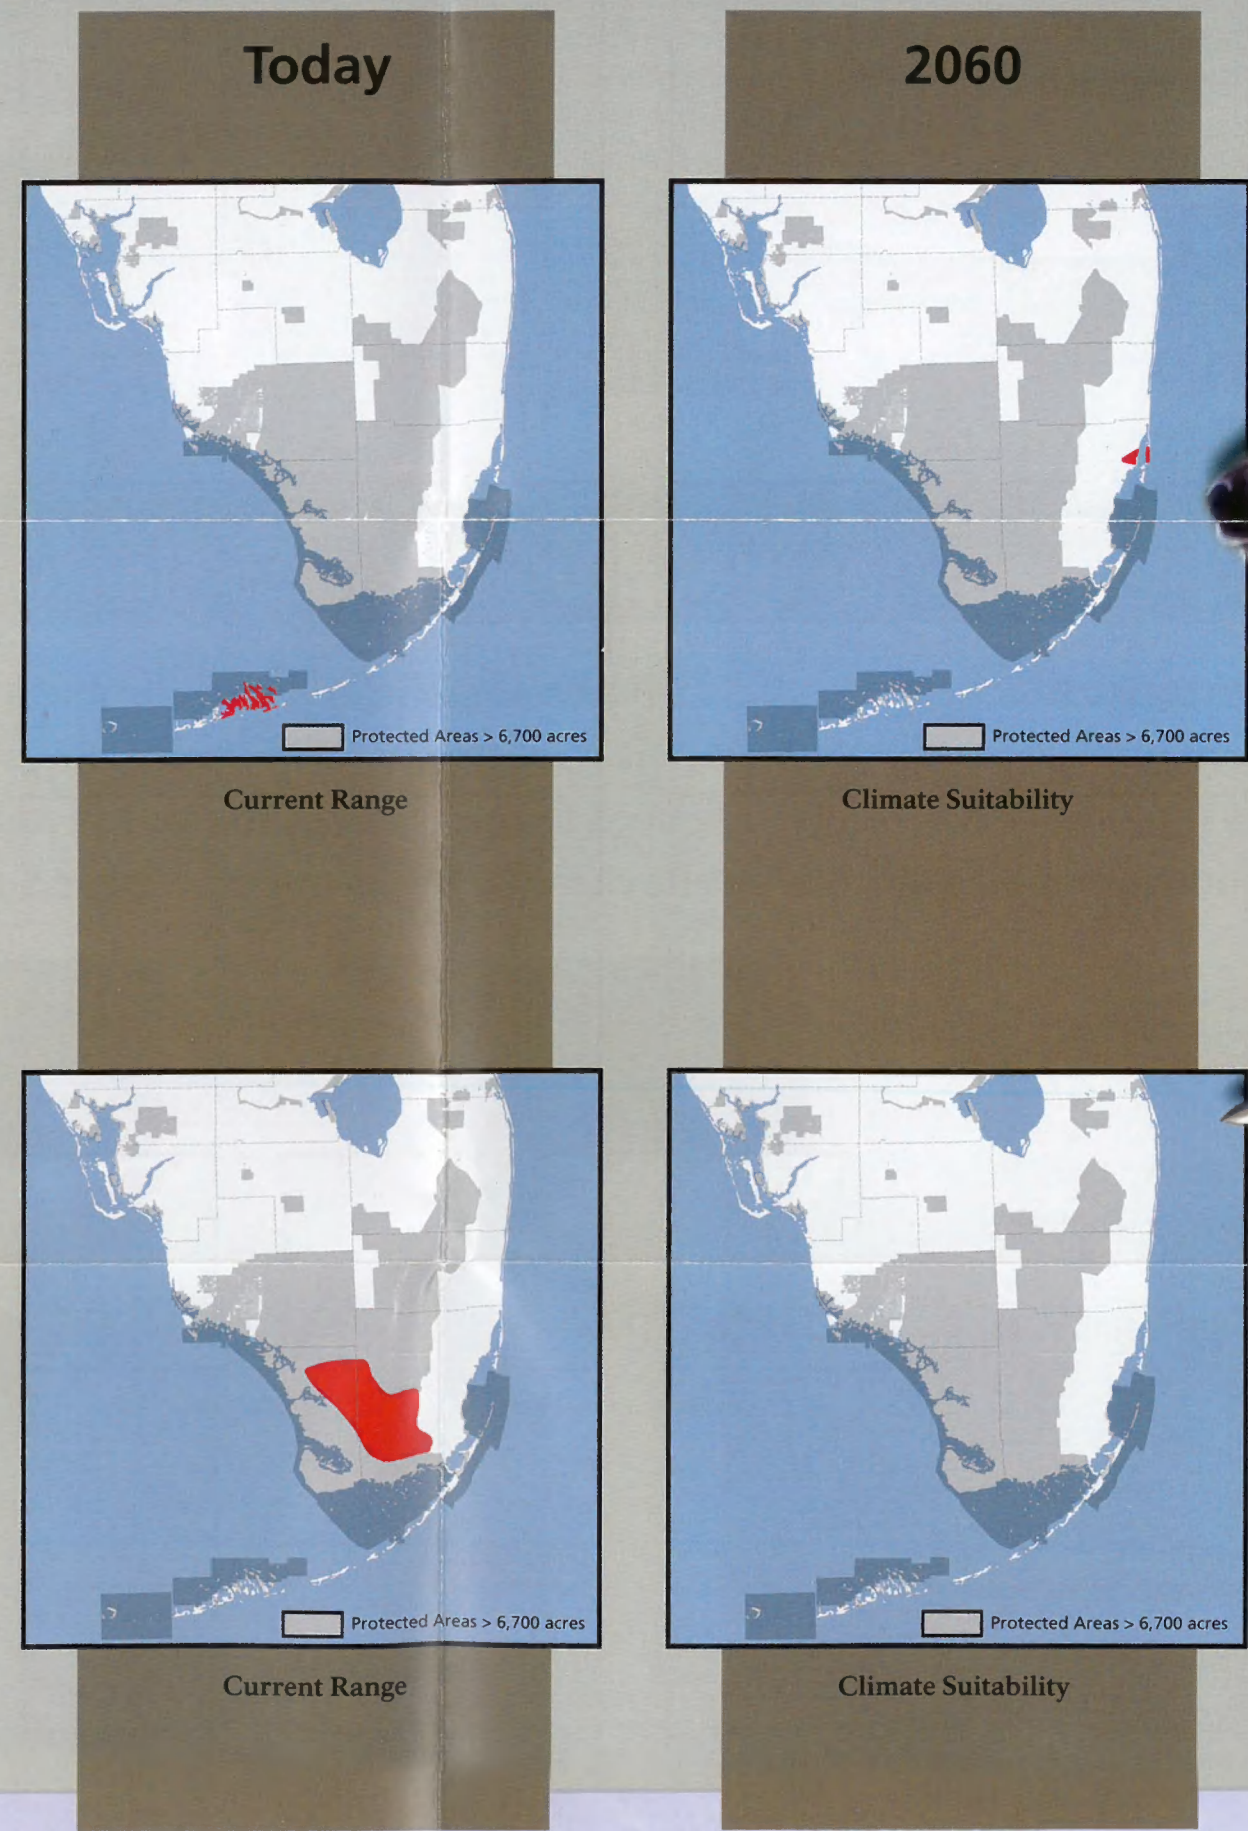 Today
2060
Protected Areas > 6,700 acres
Protected Areas > 6,700 acres
Current Range
Climate Suitability
Protected Areas > 6,700 acres
Protected Areas > 6,700 acres
Current Range
Climate Suitability